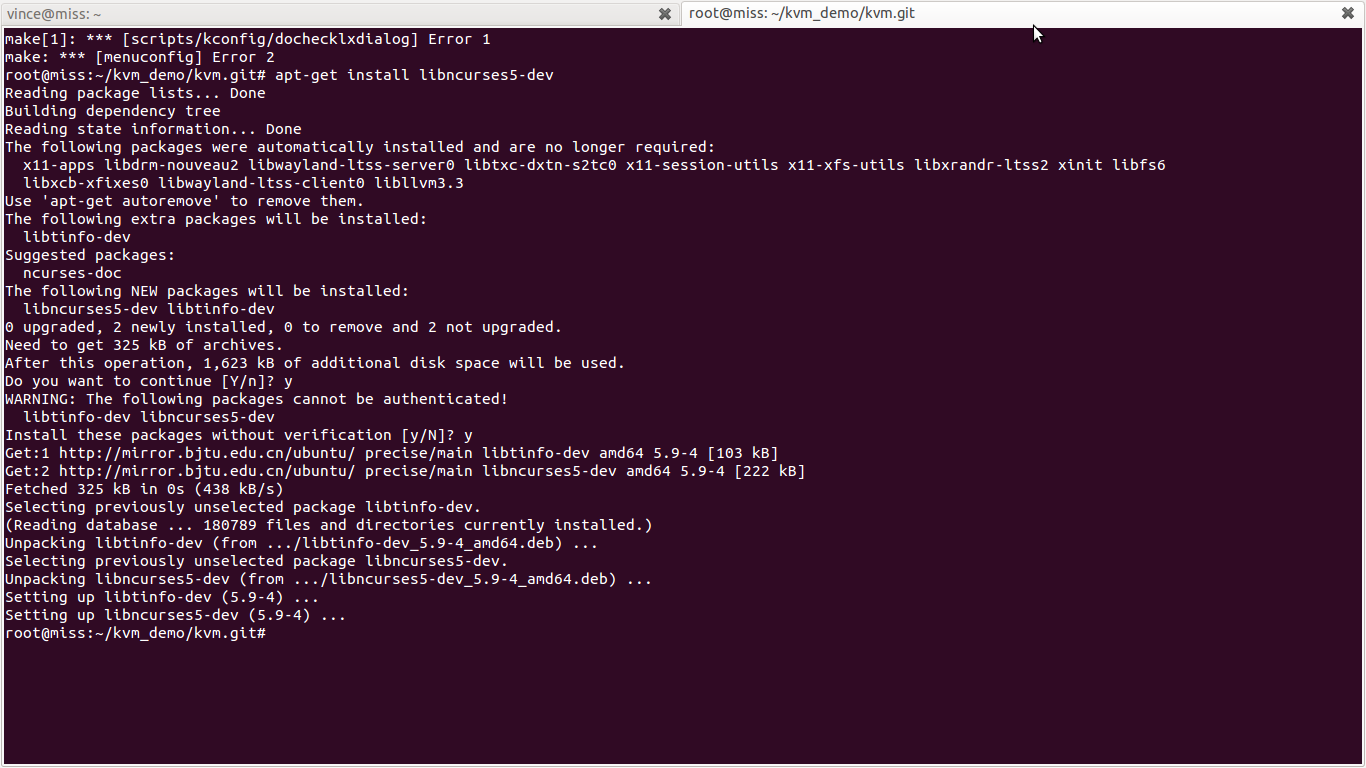 vince@miss: ~
root@miss: ~/kvm_demo/kvm.git
make[1]: *** [scripts/kconfig/dochecklxdialog] Error 1
make: *** [menuconfig] Error 2
root@miss:~/kvm_demo/kvm.git# apt-get install libncurses5-dev
Reading package lists... Done
Building dependency tree
Reading state information... Done
The following packages were automatically installed and are no longer required:
  x11-apps libdrm-nouveau2 libwayland-ltss-server0 libtxc-dxtn-s2tc0 x11-session-utils x11-xfs-utils libxrandr-ltss2 xinit libfs6
  libxcb-xfixes0 libwayland-ltss-client0 libllvm3.3
Use 'apt-get autoremove' to remove them.
The following extra packages will be installed:
  libtinfo-dev
Suggested packages:
  ncurses-doc
The following NEW packages will be installed:
  libncurses5-dev libtinfo-dev
0 upgraded, 2 newly installed, 0 to remove and 2 not upgraded.
Need to get 325 kB of archives.
After this operation, 1,623 kB of additional disk space will be used.
Do you want to continue [Y/n]? y
WARNING: The following packages cannot be authenticated!
  libtinfo-dev libncurses5-dev
Install these packages without verification [y/N]? y
Get:1 http://mirror.bjtu.edu.cn/ubuntu/ precise/main libtinfo-dev amd64 5.9-4 [103 kB]
Get:2 http://mirror.bjtu.edu.cn/ubuntu/ precise/main libncurses5-dev amd64 5.9-4 [222 kB]
Fetched 325 kB in 0s (438 kB/s)
Selecting previously unselected package libtinfo-dev.
(Reading database ... 180789 files and directories currently installed.)
Unpacking libtinfo-dev (from .../libtinfo-dev_5.9-4_amd64.deb) ...
Selecting previously unselected package libncurses5-dev.
Unpacking libncurses5-dev (from .../libncurses5-dev_5.9-4_amd64.deb) ...
Setting up libtinfo-dev (5.9-4) ...
Setting up libncurses5-dev (5.9-4) ...
root@miss:~/kvm_demo/kvm.git#